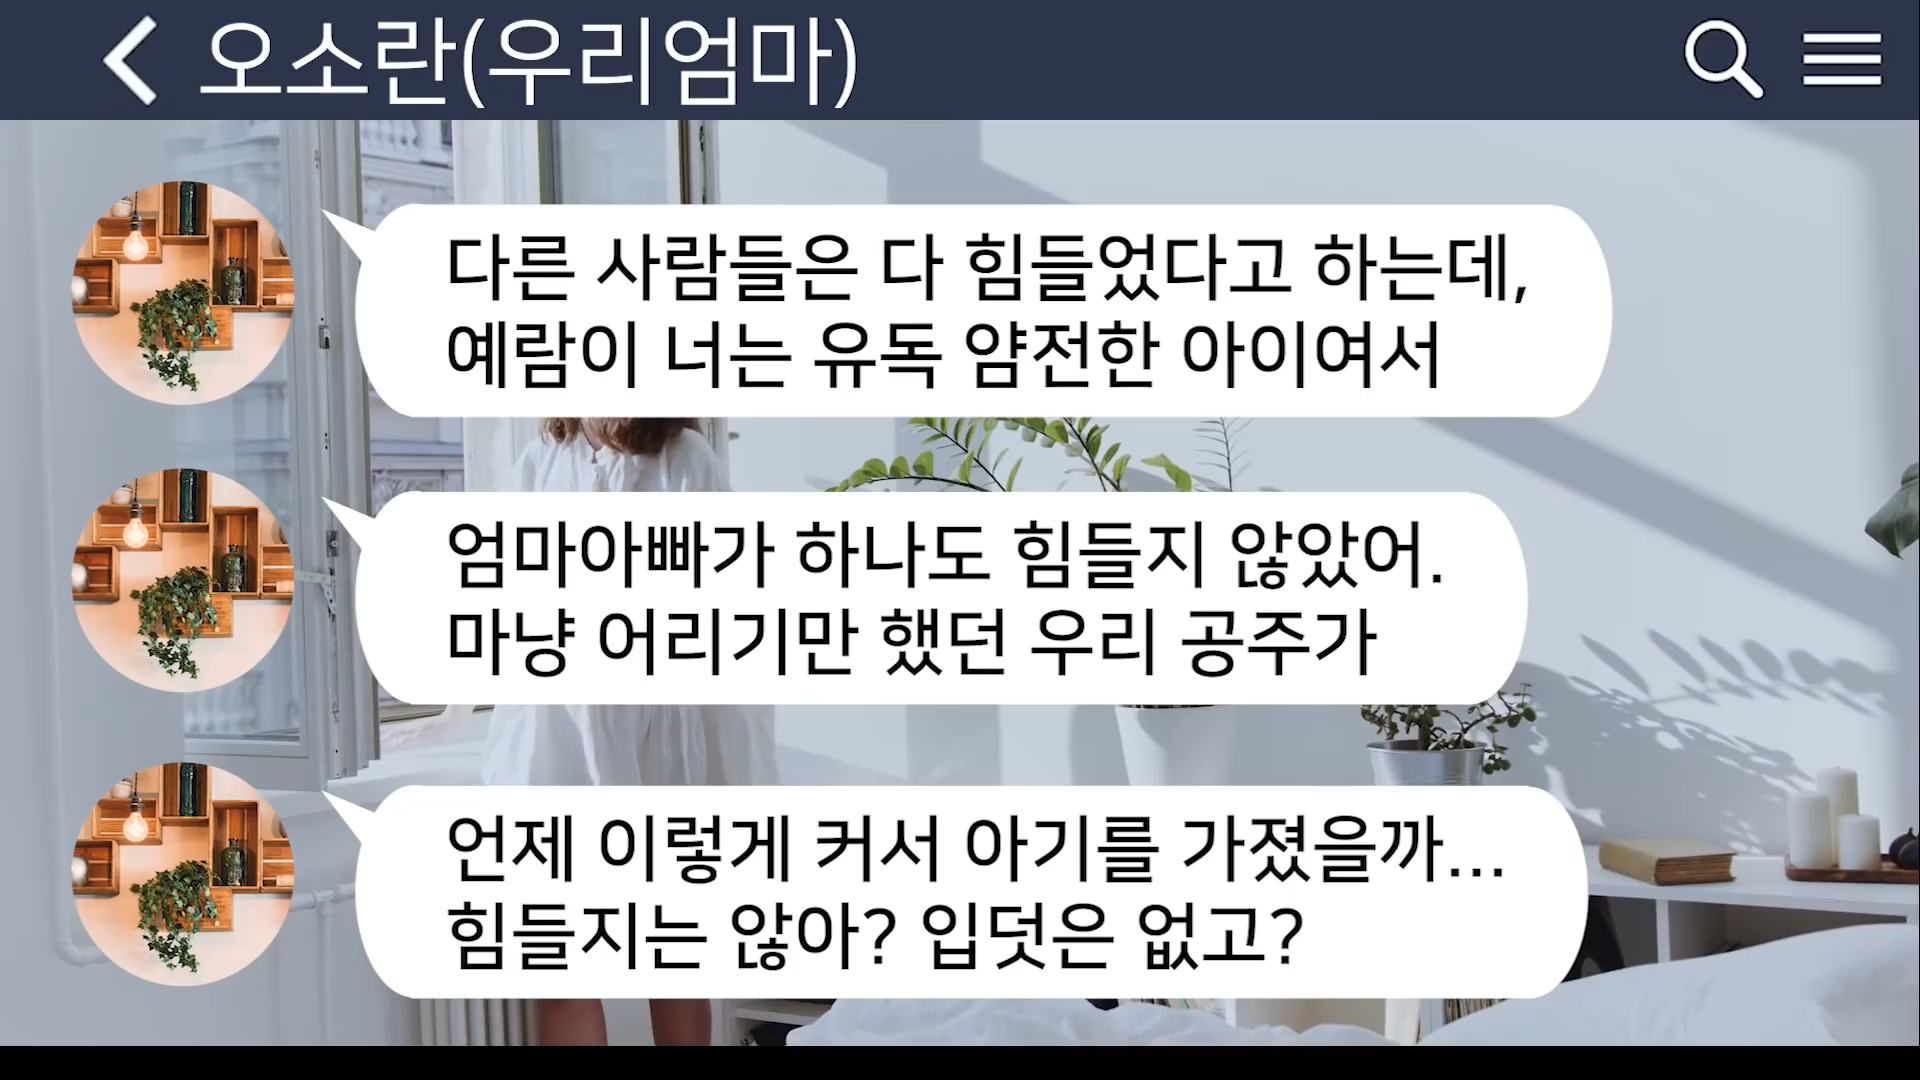 오소란(우리엄마)
다른 사람들은 다 힘들었다고 하는데,
예람이 너는 유독 얌전한 아이여서
엄마아빠가 하나도 힘들지 않았어.
마냥 어리기만 했던 우리 공주가
언제 이렇게 커서 아기를 가졌을까...
힘들지는 않아? 입덧은 없고?